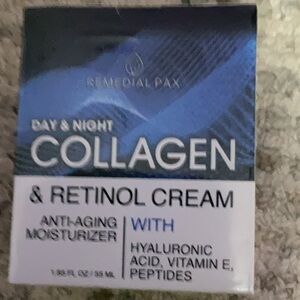 REMEDIAL PAX
DAY & NIGHT
COLLAGEN
& RETINOL CREAM
ANTI-AGING
MOISTURIZER
WITH
HYALURONIC
ACID, VITAMIN E,
PEPTIDES